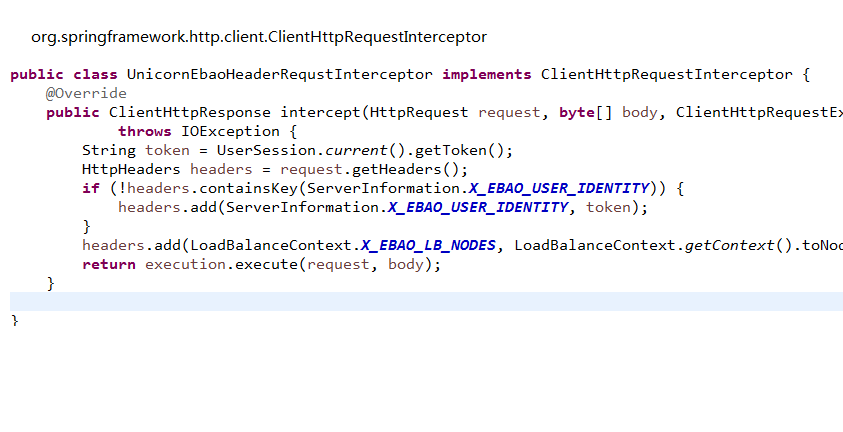 org.springframework.http.client.ClientHttpRequestInterceptor
public class UnicornEbaoHeaderRequstInterceptor implements ClientHttpRequestInterceptor {
@Override
public ClientHttpResponse intercept(HttpRequest request, byte[] body, ClientHttpRequestEx
throws IOException {
String token = UserSession.current().getToken();
HttpHeaders headers = request.getHeaders();
if (!headers.containsKey(ServerInformation.X_EBAO_USER_IDENTITY)) {
headers.add(ServerInformation.X_EBAO_USER_IDENTITY, token);
}
headers.add(LoadBalanceContext.X_EBAO_LB_NODES, LoadBalanceContext.getContext().toNod
return execution.execute(request, body);
}
}